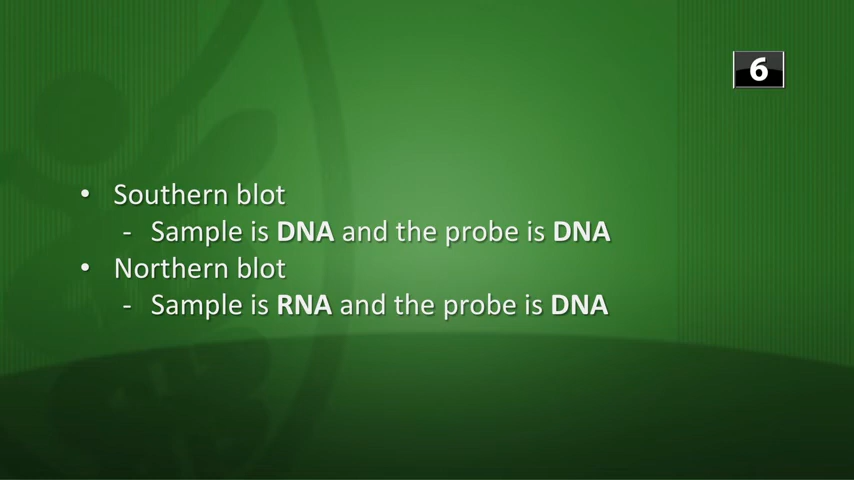 6
• Southern blot
- Sample is DNA and the probe is DNA
• Northern blot
- Sample is RNA and the probe is DNA